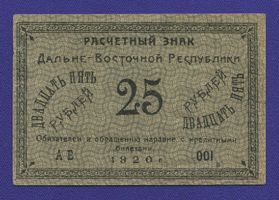 РАСЧЕТНЫЙ ЗНАК
ДАЛЬНЕ-ВОСТОЧНОЙ РЕСПУБЛИКИ
ДВАДЦАТЬ ПЯТЬ
РУБЛЕЙ
25
РУБЛЕЙ
ДВАДЦАТЬ ПЯТЬ
Обязателен к обращению наравне с кредитными
билетами.
АВ 1920 г. 001